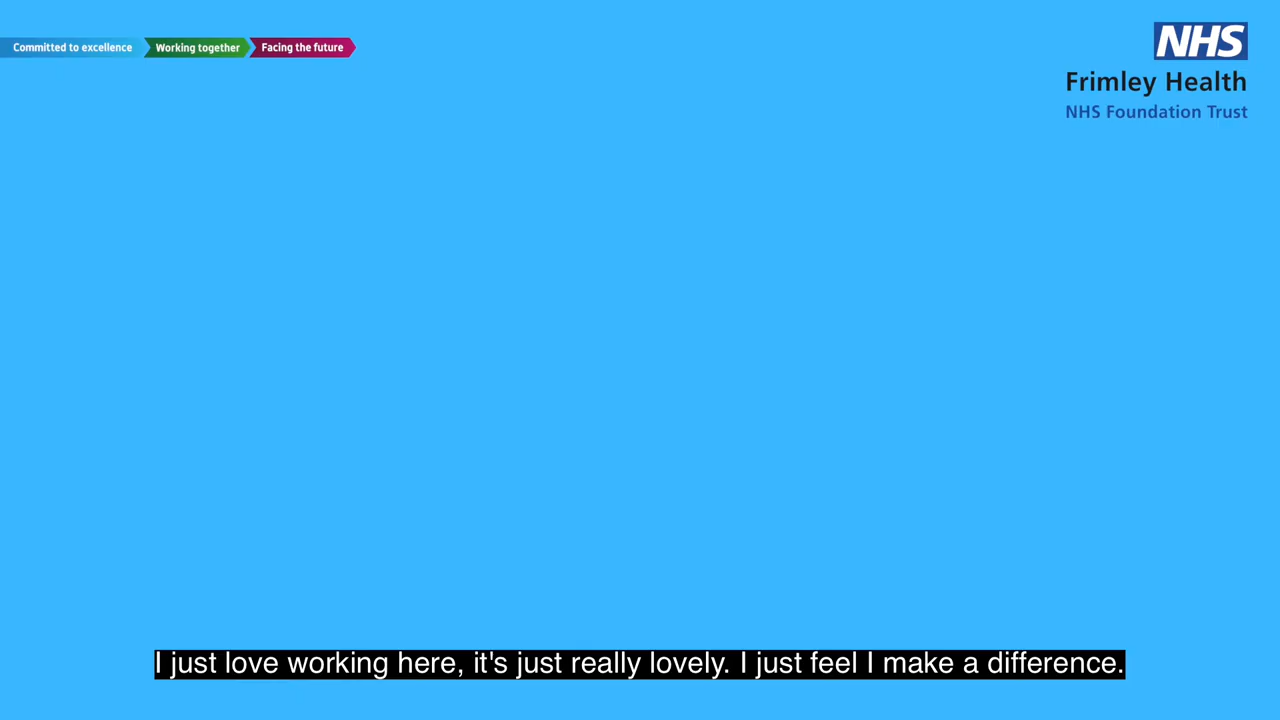 Committed to excellence
Working together
Facing the future
NHS
Frimley Health
NHS Foundation Trust
I just love working here, it's just really lovely. I just feel I make a difference.